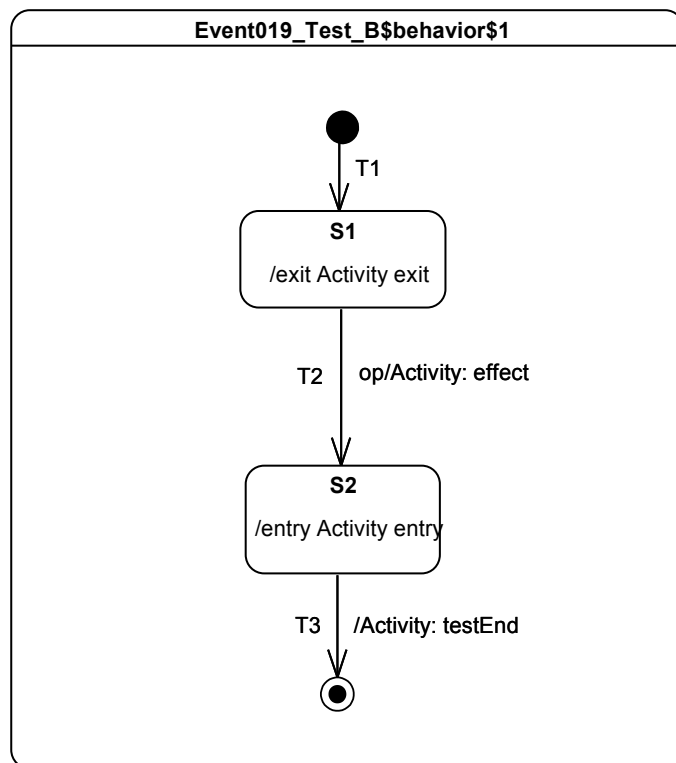 Event019_Test_B$behavior$1
T1
S1
/exit Activity exit
T2 op/Activity: effect
S2
/entry Activity entry
T3 /Activity: testEnd